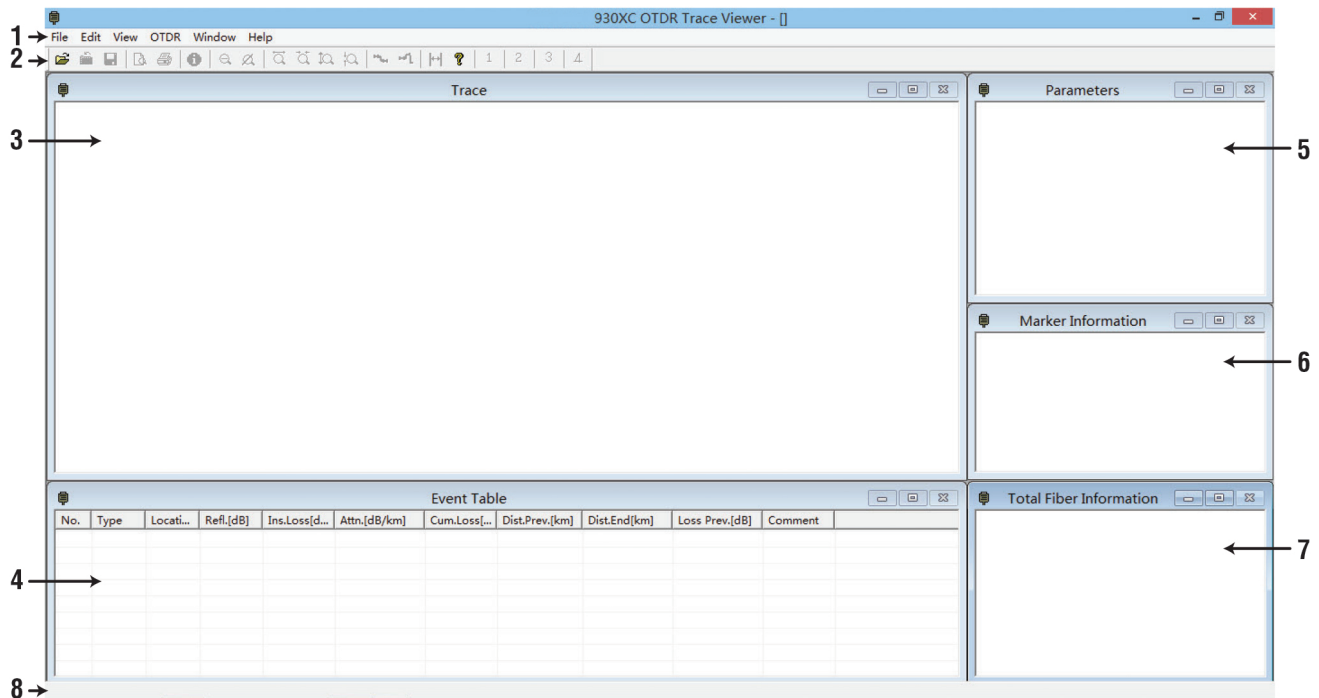 930XC OTDR Trace Viewer - []
1
File Edit View OTDR Window Help
2
1 2 3 4
Trace
Parameters
3
5
Marker Information
6
Event Table
Total Fiber Information
No. Type Locati... Refl.[dB] Ins.Loss[d... Attn.[dB/km] Cum.Loss[... Dist.Prev.[km] Dist.End[km] Loss Prev.[dB] Comment
4
7
8